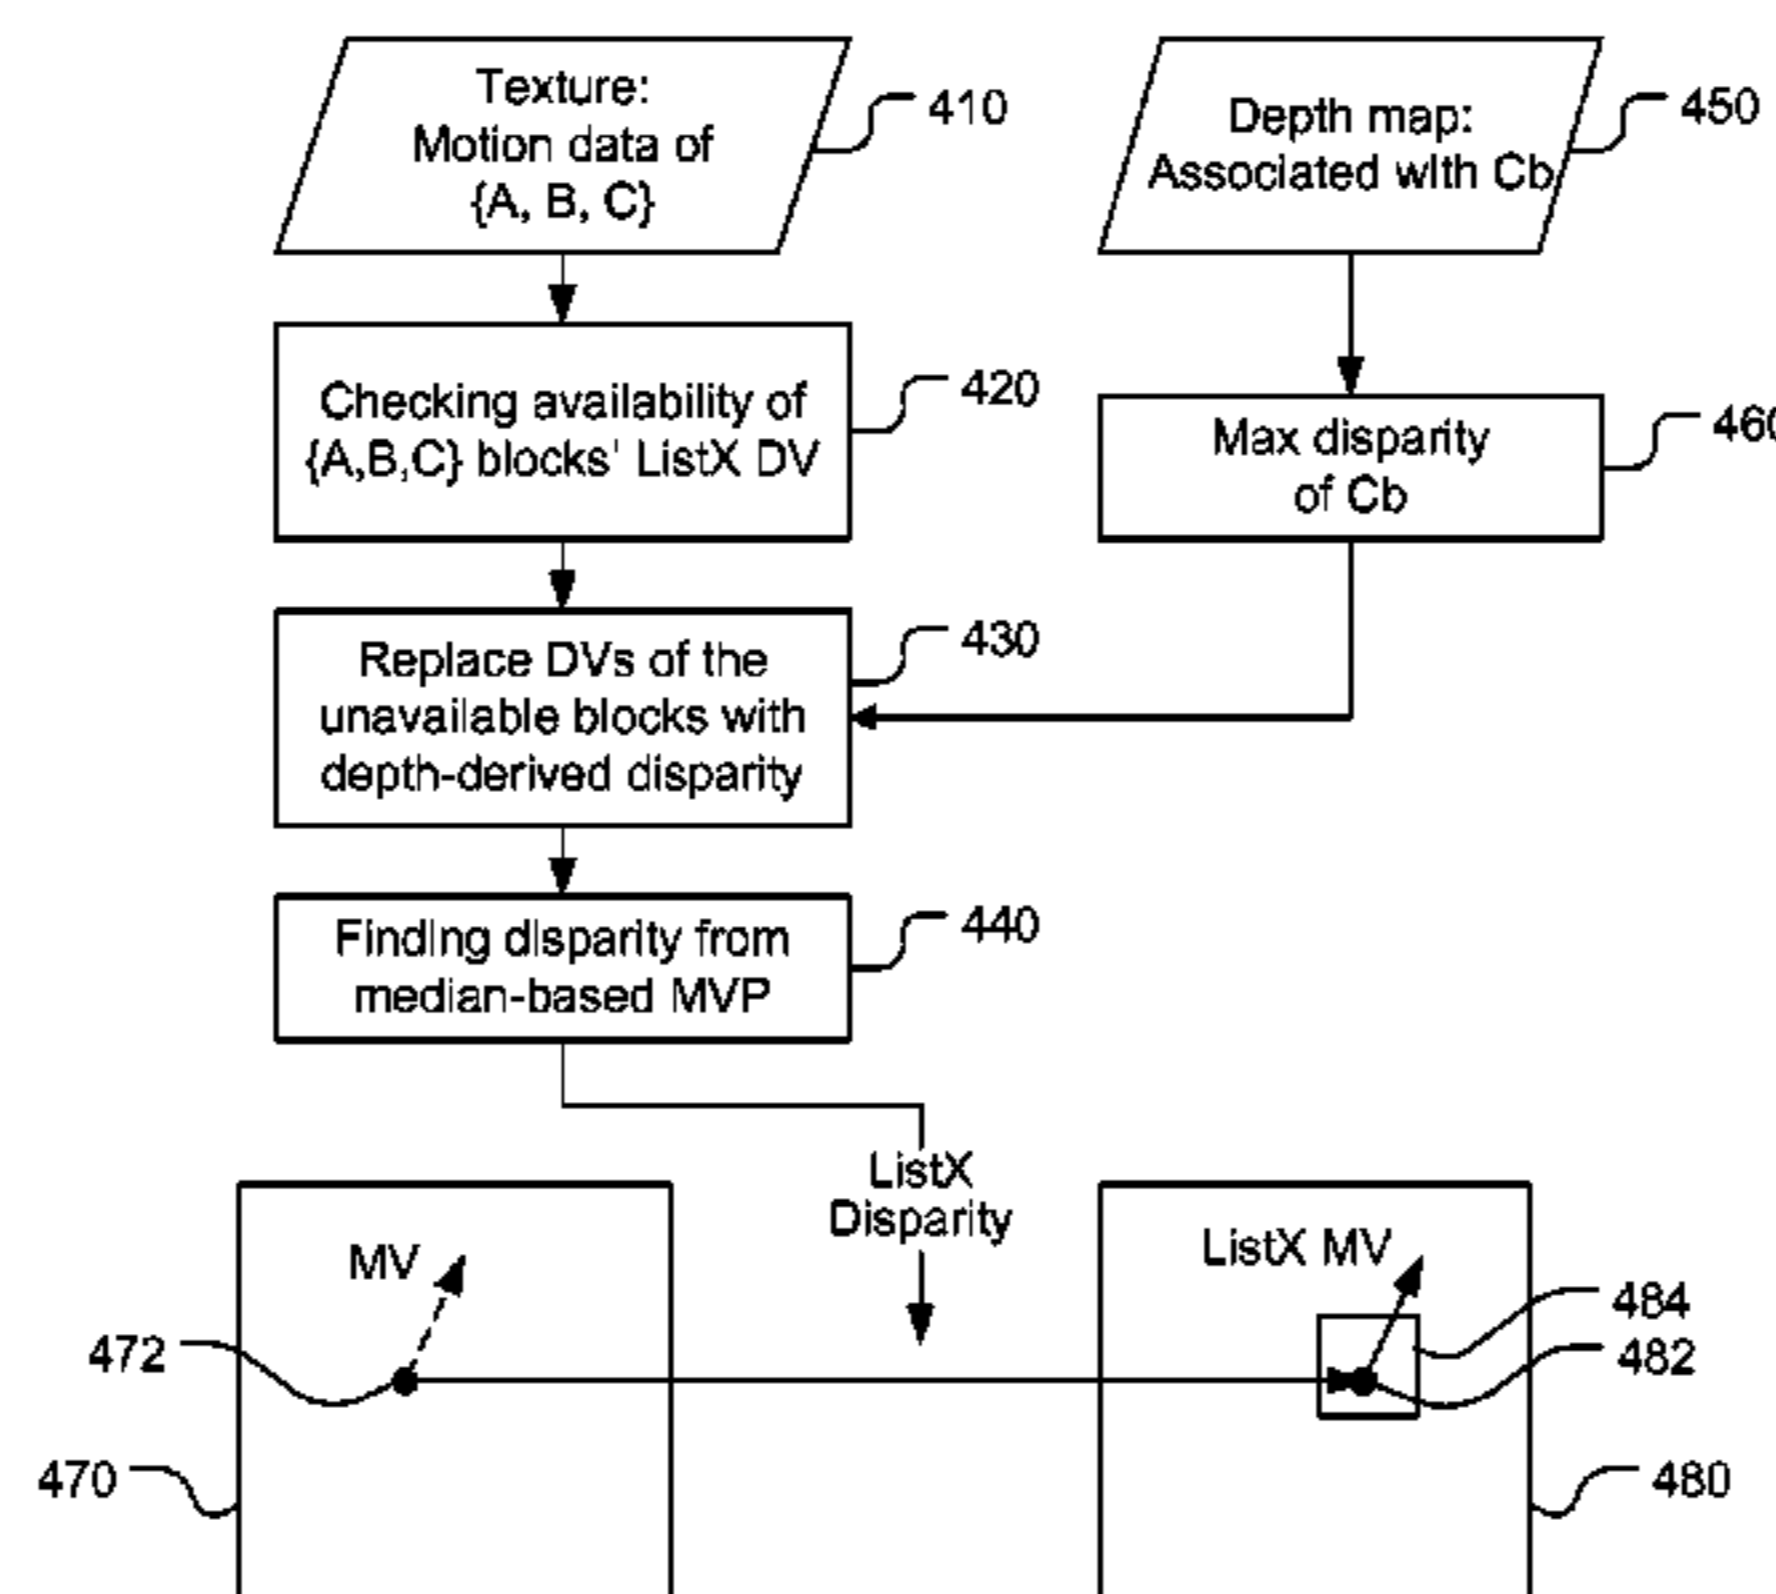 Texture:
Motion data of
{A, B, C}
410
Depth map:
Associated with Cb
450
Checking availability of
{A,B,C} blocks' ListX DV
420
Max disparity
of Cb
460
Replace DVs of the
unavailable blocks with
depth-derived disparity
430
Finding disparity from
median-based MVP
440
ListX
Disparity
MV
ListX MV
472
484
482
470
480